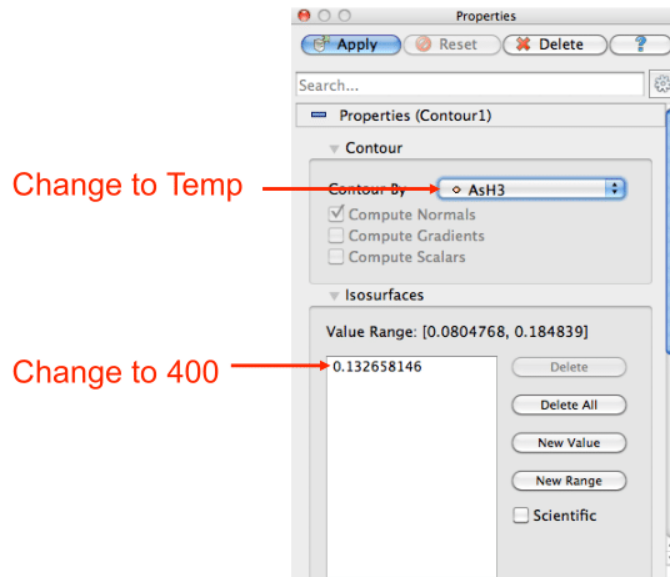 Properties
Apply Reset Delete ?
Search...
Properties (Contour1)
Contour
Change to Temp
Contour By AsH3
Compute Normals
Compute Gradients
Compute Scalars
Isosurfaces
Value Range: [0.0804768, 0.184839]
Change to 400
0.132658146
Delete
Delete All
New Value
New Range
Scientific